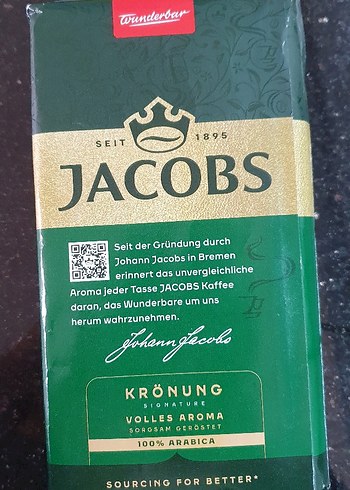 Wunderbar
SEIT 1895
JACOBS
Seit der Gründung durch
Johann Jacobs in Bremen
erinnert das unvergleichliche
Aroma jeder Tasse JACOBS Kaffee
daran, das Wunderbare um uns
herum wahrzunehmen.
Johann Jacobs
KRÖNUNG
SIGNATURE
VOLLES AROMA
SORGSAM GERÖSTET
100% ARABICA
SOURCING FOR BETTER*